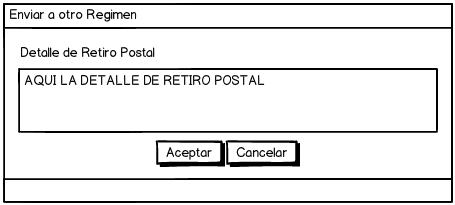 Enviar a otro Regimen
Detalle de Retiro Postal
AQUI LA DETALLE DE RETIRO POSTAL
Aceptar Cancelar